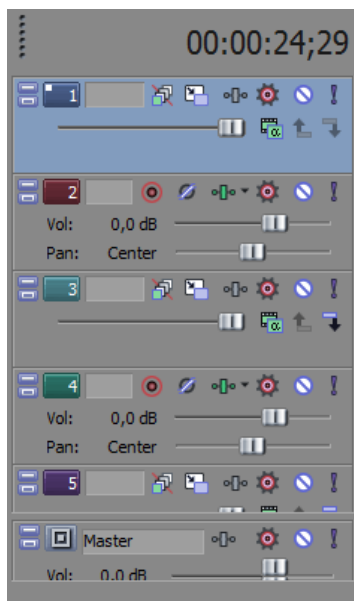 00:00:24;29
1
2
Vol: 0,0 dB
Pan: Center
3
4
Vol: 0,0 dB
Pan: Center
5
Master
Vol: 0,0 dB